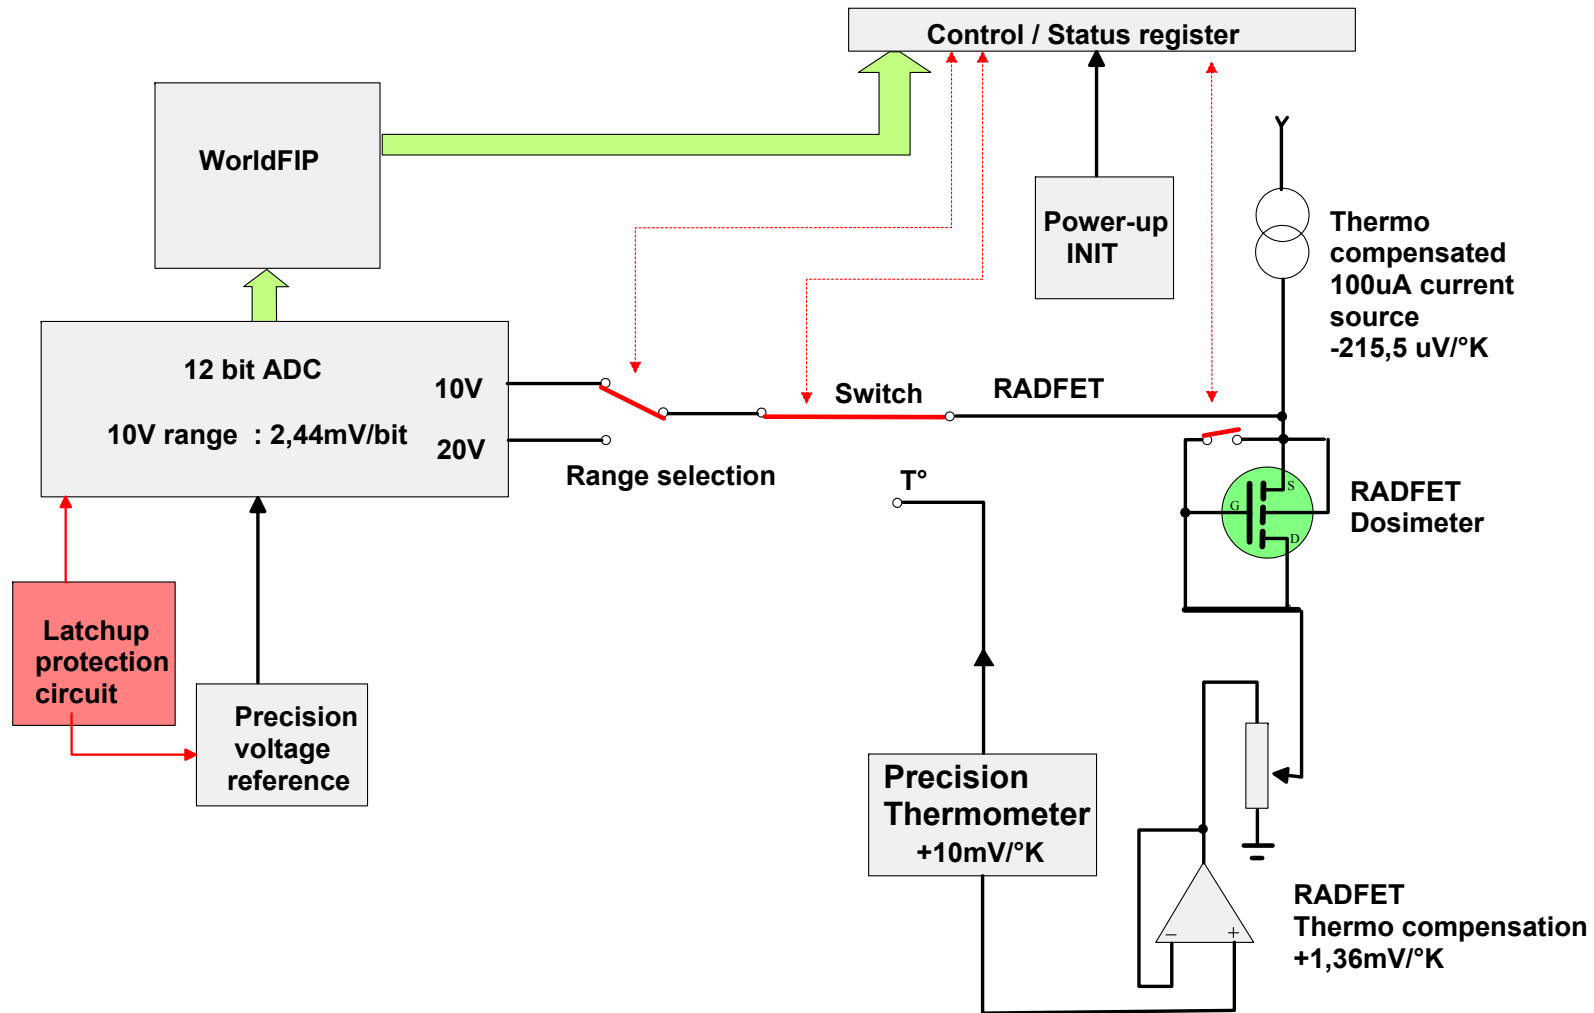 Control / Status register
WorldFIP
Power-up
INIT
Thermo
compensated
100uA current
source
-215,5 uV/°K
12 bit ADC
10V
10V range : 2,44mV/bit
20V
Switch
RADFET
Range selection
T°
S
G
D
RADFET
Dosimeter
Latchup
protection
circuit
Precision
voltage
reference
Precision
Thermometer
+10mV/°K
- +
RADFET
Thermo compensation
+1,36mV/°K